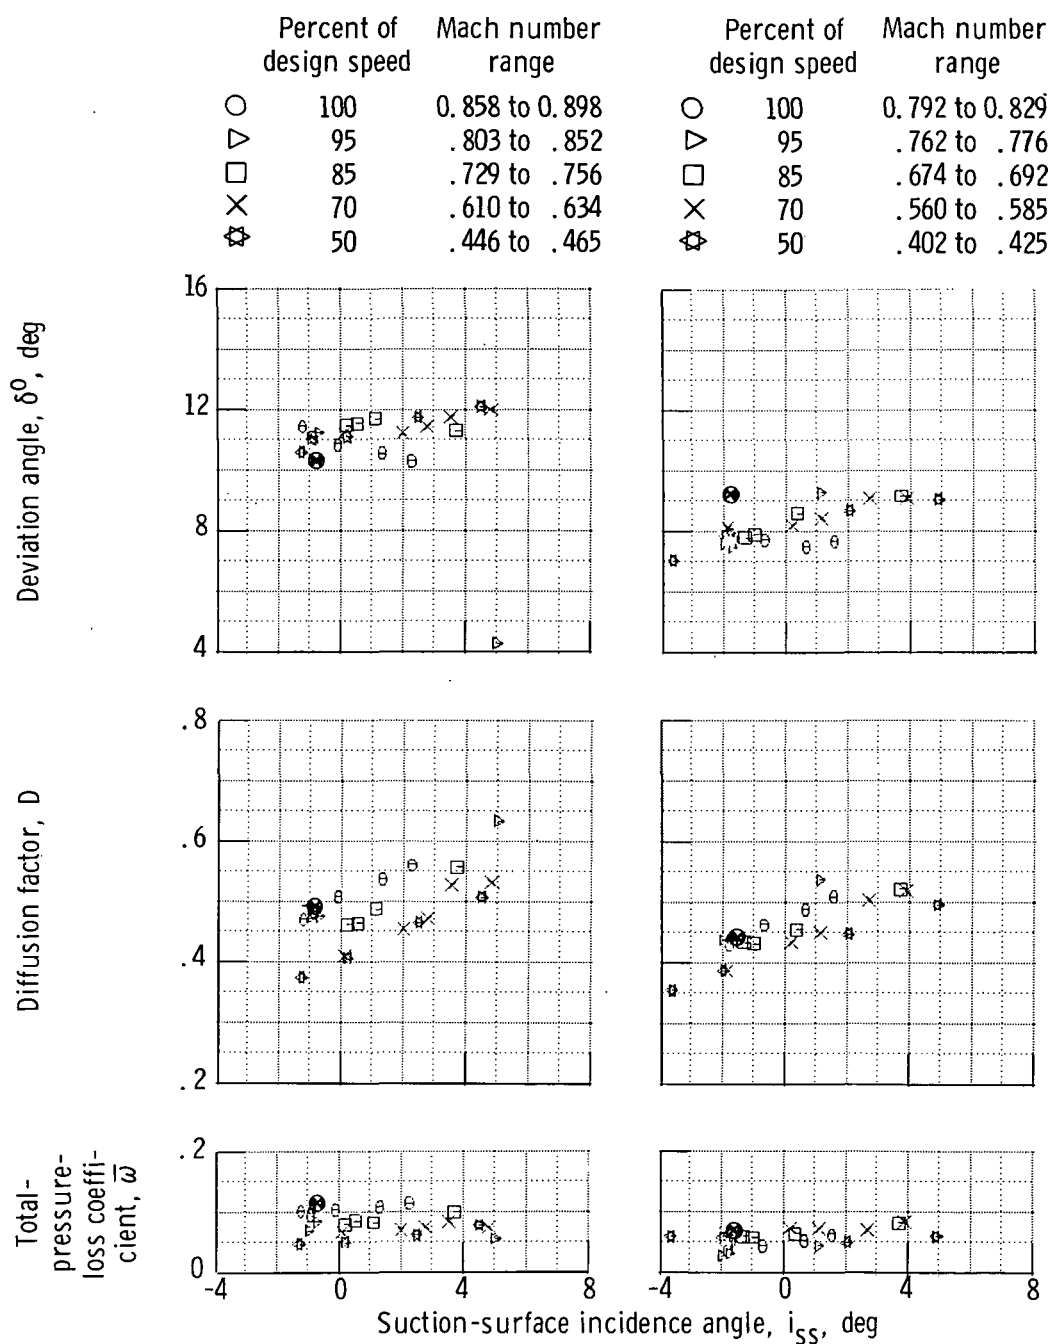 Percent of design speed Mach number range
100 0.858 to 0.898
95 .803 to .852
85 .729 to .756
70 .610 to .634
50 .446 to .465
Percent of design speed Mach number range
100 0.792 to 0.829
95 .762 to .776
85 .674 to .692
70 .560 to .585
50 .402 to .425
Deviation angle, δ⁰, deg
16
12
8
4
Diffusion factor, D
.8
.6
.4
.2
Total-
pressure-
loss coeffi-
cient, ω̅
.2
.1
0
-4 0 4 8
-4 0 4 8
Suction-surface incidence angle, iss, deg